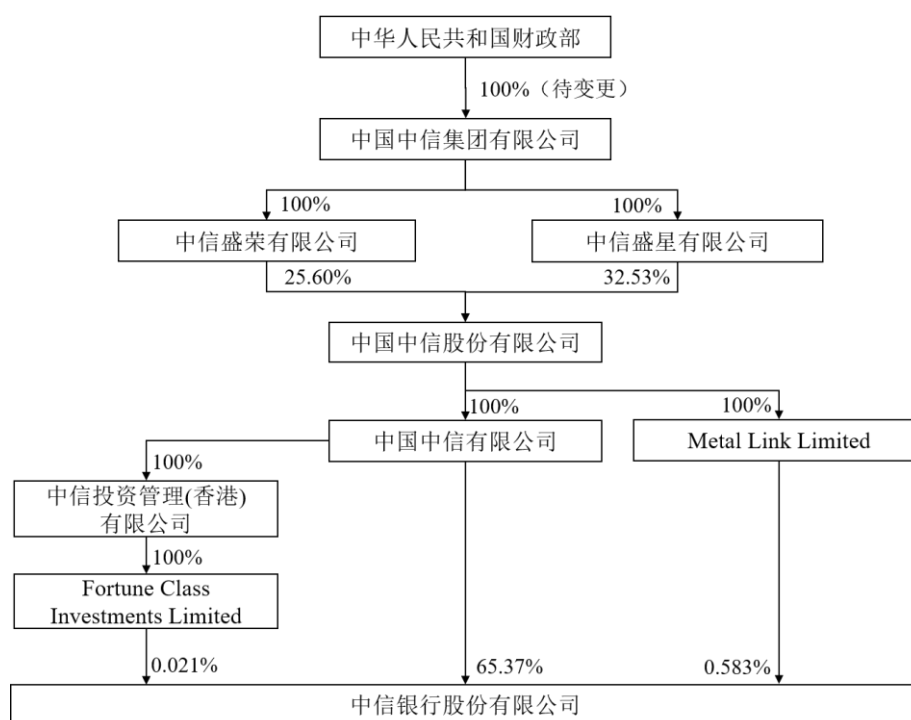 中华人民共和国财政部
100%（待变更）
中国中信集团有限公司
100%
100%
中信盛荣有限公司
中信盛星有限公司
25.60%
32.53%
中国中信股份有限公司
100%
100%
中国中信有限公司
Metal Link Limited
100%
中信投资管理(香港)
有限公司
100%
Fortune Class
Investments Limited
0.021%
65.37%
0.583%
中信银行股份有限公司